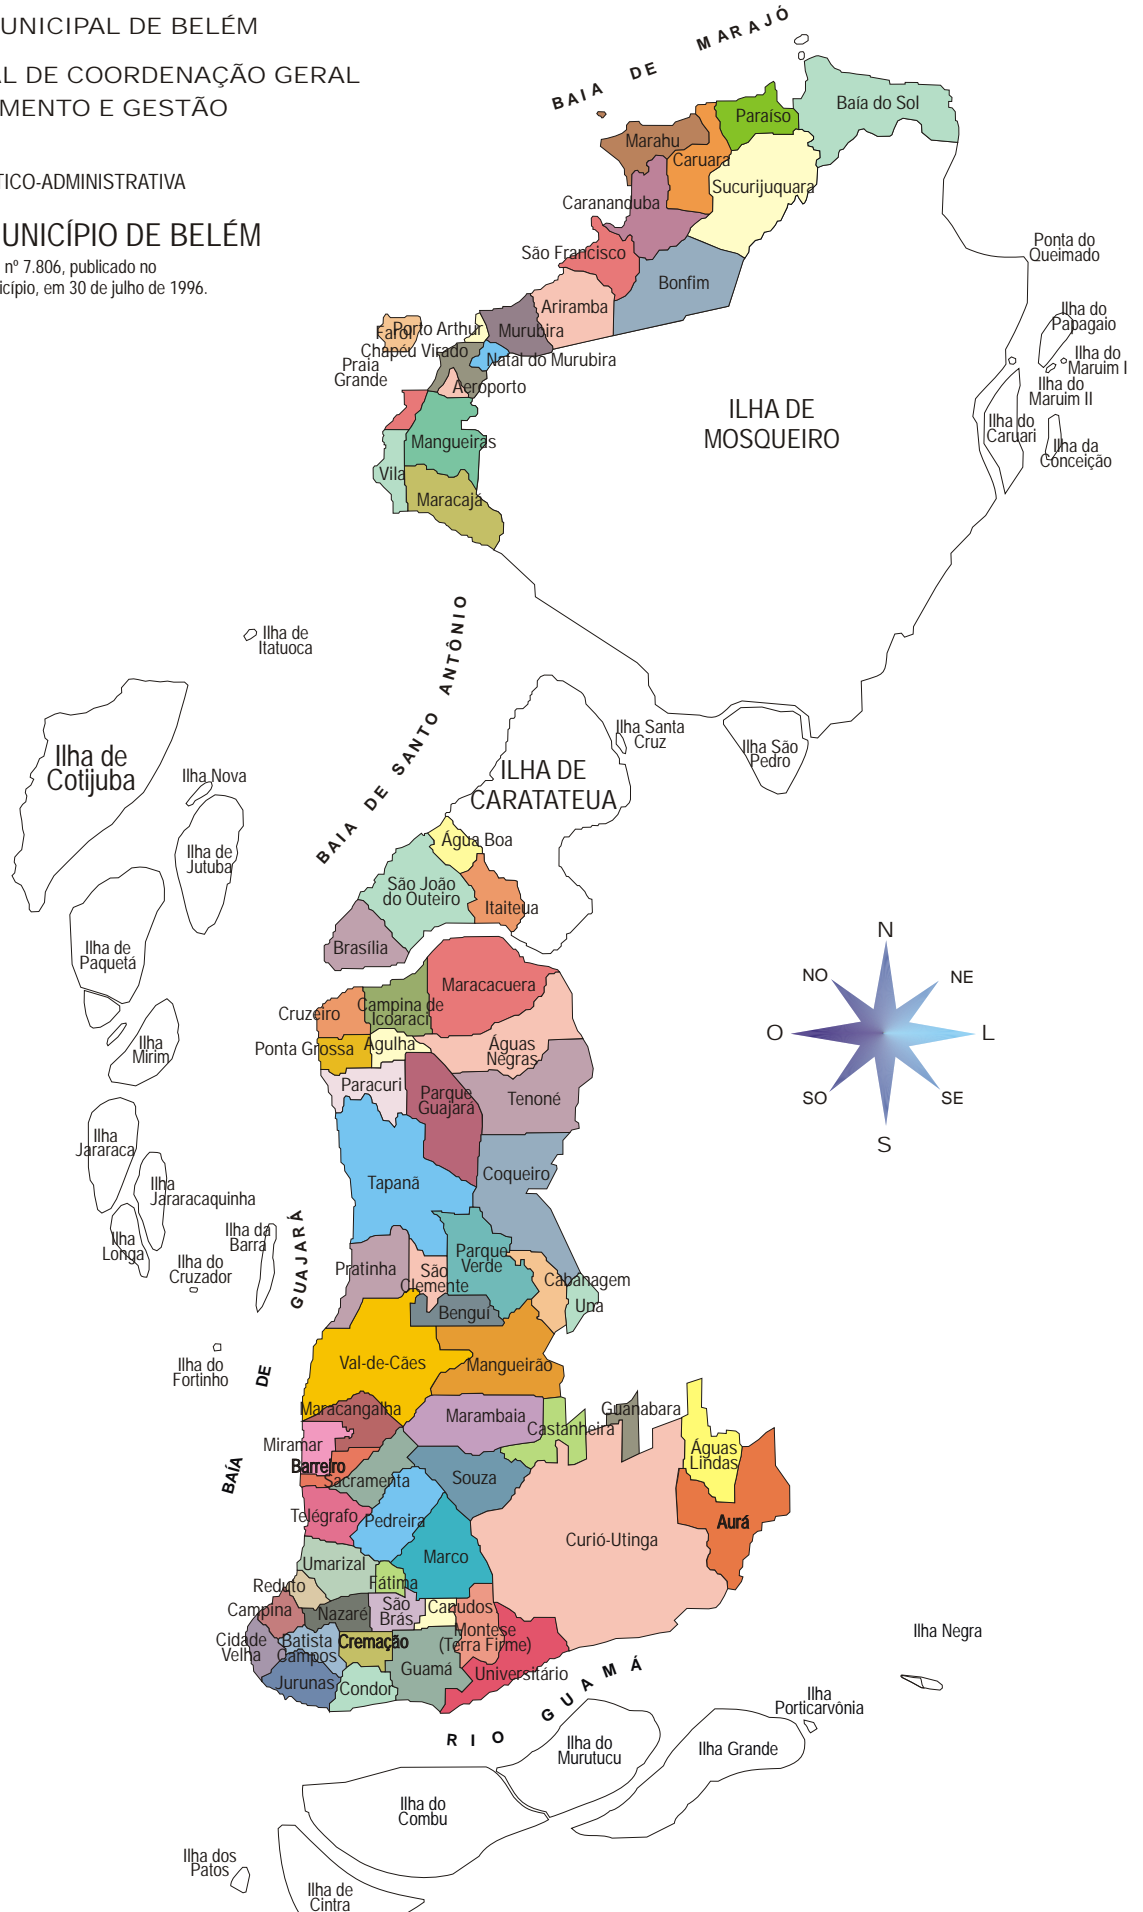 UNICIPAL DE BELÉM
AL DE COORDENAÇÃO GERAL
MENTO E GESTÃO
TICO-ADMINISTRATIVA
UNICÍPIO DE BELÉM
nº 7.806, publicado no
icípio, em 30 de julho de 1996.
BAIA DE MARAJÓ
Baía do Sol
Paraíso
Marahu
Caruara
Sucurijuquara
Carananduba
São Francisco
Bonfim
Ponta do
Queimado
Ariramba
Ilha do
Papagaio
Farol
Porto Arthur
Murubira
Chapéu Virado
Natal do Murubira
Praia
Grande
Aeroporto
Ilha do
Maruim I
Ilha do
Maruim II
ILHA DE
MOSQUEIRO
Ilha do
Caruari
Ilha da
Conceição
Mangueiras
Vila
Maracajá
BAIA DE SANTO ANTÔNIO
Ilha de
Itatuoca
Ilha Santa
Cruz
Ilha São
Pedro
Ilha de
Cotijuba
Ilha Nova
ILHA DE
CARATATEUA
Ilha de
Jutuba
Água Boa
São João
do Outeiro
Itaiteua
Brasília
Ilha de
Paquetá
N
NO
NE
O
L
SO
SE
S
Maracacuera
Campina de
Icoaraci
Cruzeiro
Ponta Grossa
Agulha
Águas
Negras
Ilha
Mirim
Paracuri
Parque
Guajará
Tenoné
Ilha
Jararaca
Coqueiro
Tapanã
Ilha
Jararacaquinha
Ilha
Longa
Ilha da
Barra
Ilha do
Cruzador
BAÍA DE GUAJARÁ
Pratinha
São
Clemente
Parque
Verde
Cabanagem
Una
Benguí
Ilha do
Fortinho
Val-de-Cães
Mangueirão
Maracangalha
Marambaia
Castanheira
Guanabara
Miramar
Barreiro
Sacramenta
Souza
Águas
Lindas
Telégrafo
Pedreira
Aurá
Curió-Utinga
Marco
Umarizal
Fátima
Reduto
Campina
Nazaré
São
Brás
Canudos
Cidade
Velha
Batista
Campos
Cremação
Montese
(Terra Firme)
Guamá
Universitário
Jurunas
Condor
Ilha Negra
RIO GUAMÁ
Ilha
Porticarvônia
Ilha do
Murutucu
Ilha Grande
Ilha do
Combu
Ilha dos
Patos
Ilha de
Cintra